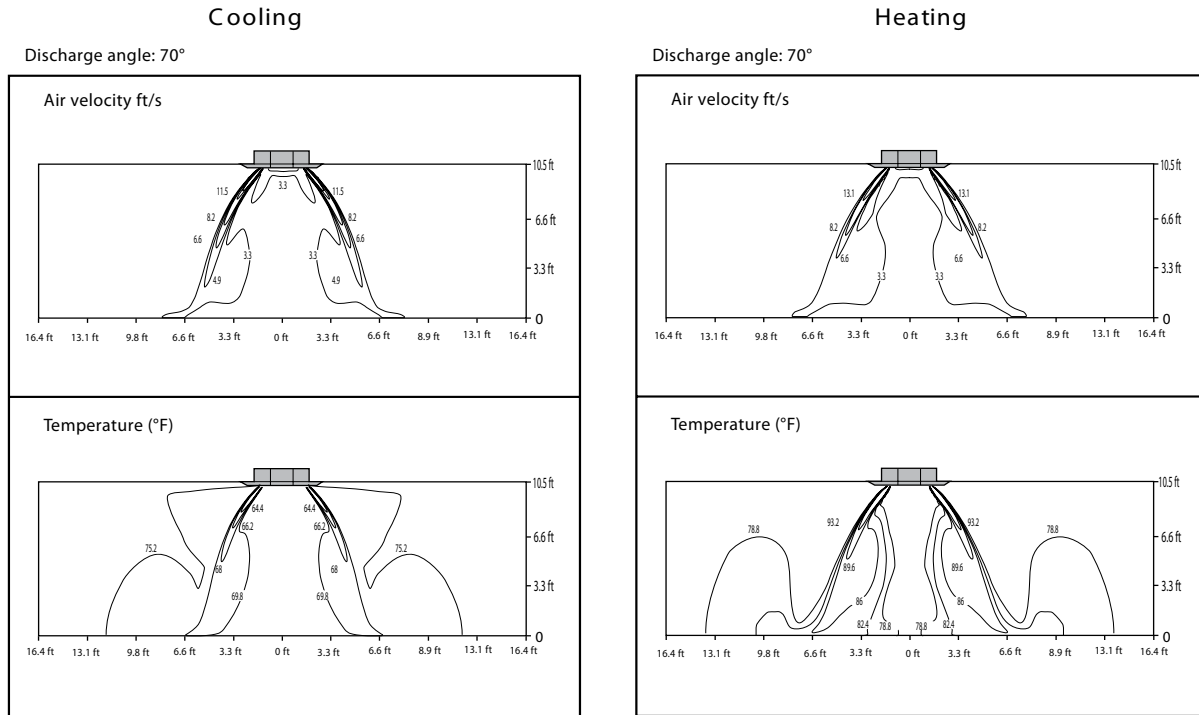 Cooling
Discharge angle: 70°
Air velocity ft/s
3.3
11.5
11.5
8.2
8.2
6.6
6.6
3.3
3.3
4.9
4.9
10.5 ft
6.6 ft
3.3 ft
0
16.4 ft 13.1 ft 9.8 ft 6.6 ft 3.3 ft 0 ft 3.3 ft 6.6 ft 8.9 ft 13.1 ft 16.4 ft
Temperature (°F)
64.4
64.4
66.2
66.2
75.2
75.2
68
68
69.8
69.8
10.5 ft
6.6 ft
3.3 ft
0
16.4 ft 13.1 ft 9.8 ft 6.6 ft 3.3 ft 0 ft 3.3 ft 6.6 ft 8.9 ft 13.1 ft 16.4 ft
Heating
Discharge angle: 70°
Air velocity ft/s
13.1
13.1
8.2
8.2
6.6
6.6
3.3
3.3
10.5 ft
6.6 ft
3.3 ft
0
16.4 ft 13.1 ft 9.8 ft 6.6 ft 3.3 ft 0 ft 3.3 ft 6.6 ft 8.9 ft 13.1 ft 16.4 ft
Temperature (°F)
93.2
93.2
78.8
78.8
89.6
89.6
86
86
82.4
78.8
78.8
82.4
10.5 ft
6.6 ft
3.3 ft
0
16.4 ft 13.1 ft 9.8 ft 6.6 ft 3.3 ft 0 ft 3.3 ft 6.6 ft 8.9 ft 13.1 ft 16.4 ft